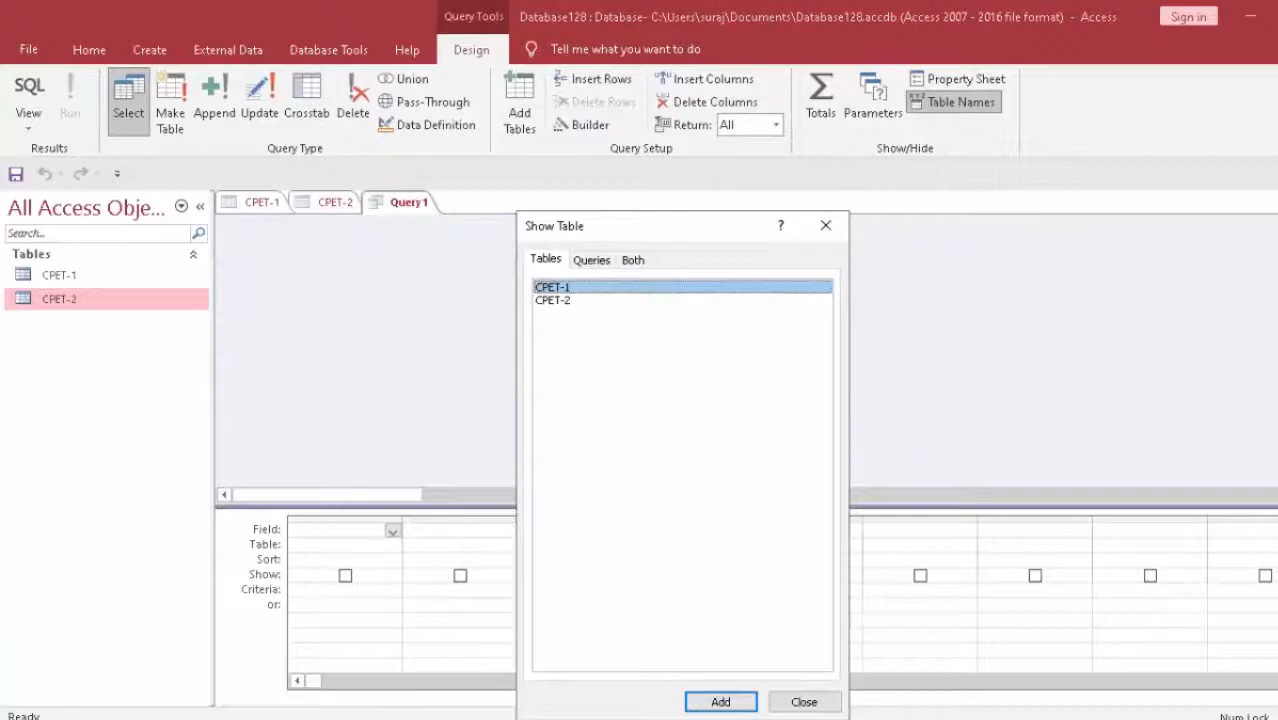 Query Tools Database128 : Database- C:\Users\suraj\Documents\Database128.accdb (Access 2007 - 2016 file format) - Access Sign in
File Home Create External Data Database Tools Help Design Tell me what you want to do
SQL View Run
Results
Select Make Table Append Update Crosstab Delete
Union
Pass-Through
Data Definition
Query Type
Add Tables
Insert Rows
Delete Rows
Builder
Insert Columns
Delete Columns
Return: All
Query Setup
Totals Parameters
Property Sheet
Table Names
Show/Hide
All Access Obje...
Search...
Tables
CPET-1
CPET-2
CPET-1 CPET-2 Query1
Show Table ?
Tables Queries Both
CPET-1
CPET-2
Add Close
Field:
Table:
Sort:
Show:
Criteria:
or:
Ready Num Lock